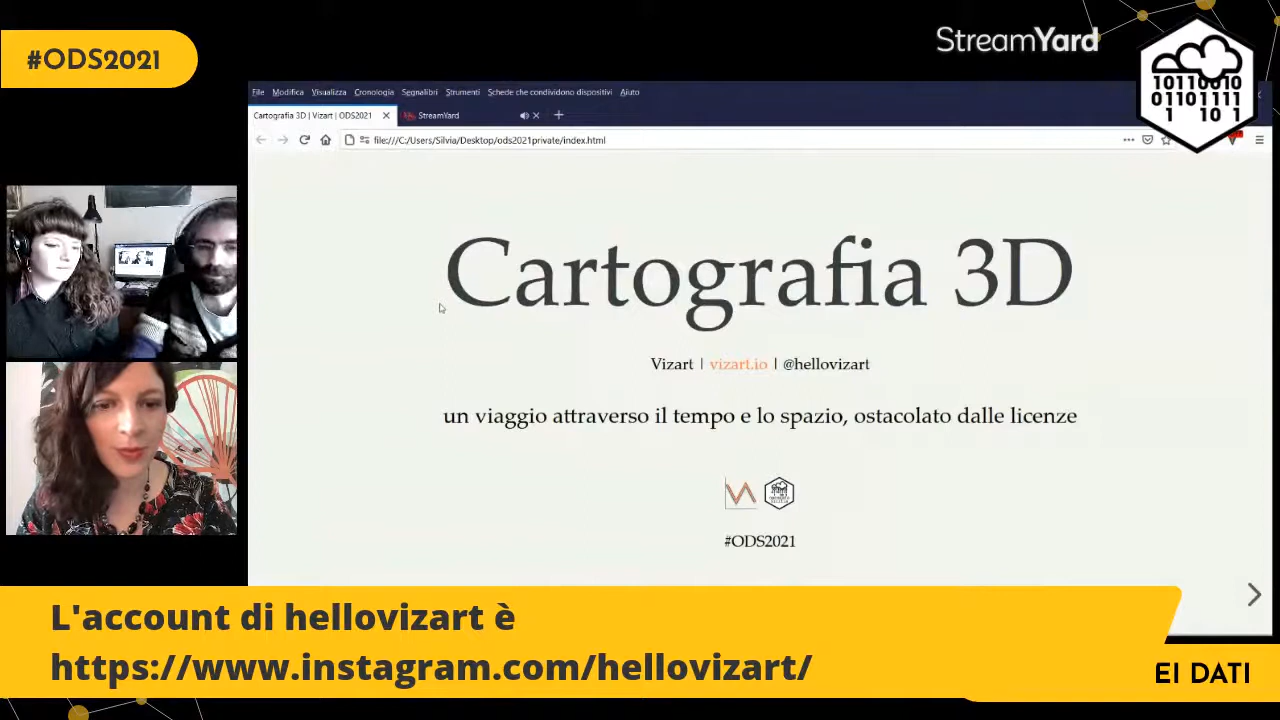 #ODS2021
StreamYard
10110010
01101111
1 10 1
File Modifica Visualizza Cronologia Segnalibri Strumenti Schede che condividono dispositivi Aiuto
Cartografia 3D | Vizart | ODS2021
StreamYard
file:///C:/Users/Silvia/Desktop/ods2021private/index.html
Cartografia 3D
Vizart | vizart.io | @hellovizart
un viaggio attraverso il tempo e lo spazio, ostacolato dalle licenze
#ODS2021
L'account di hellovizart è
https://www.instagram.com/hellovizart/
EI DATI